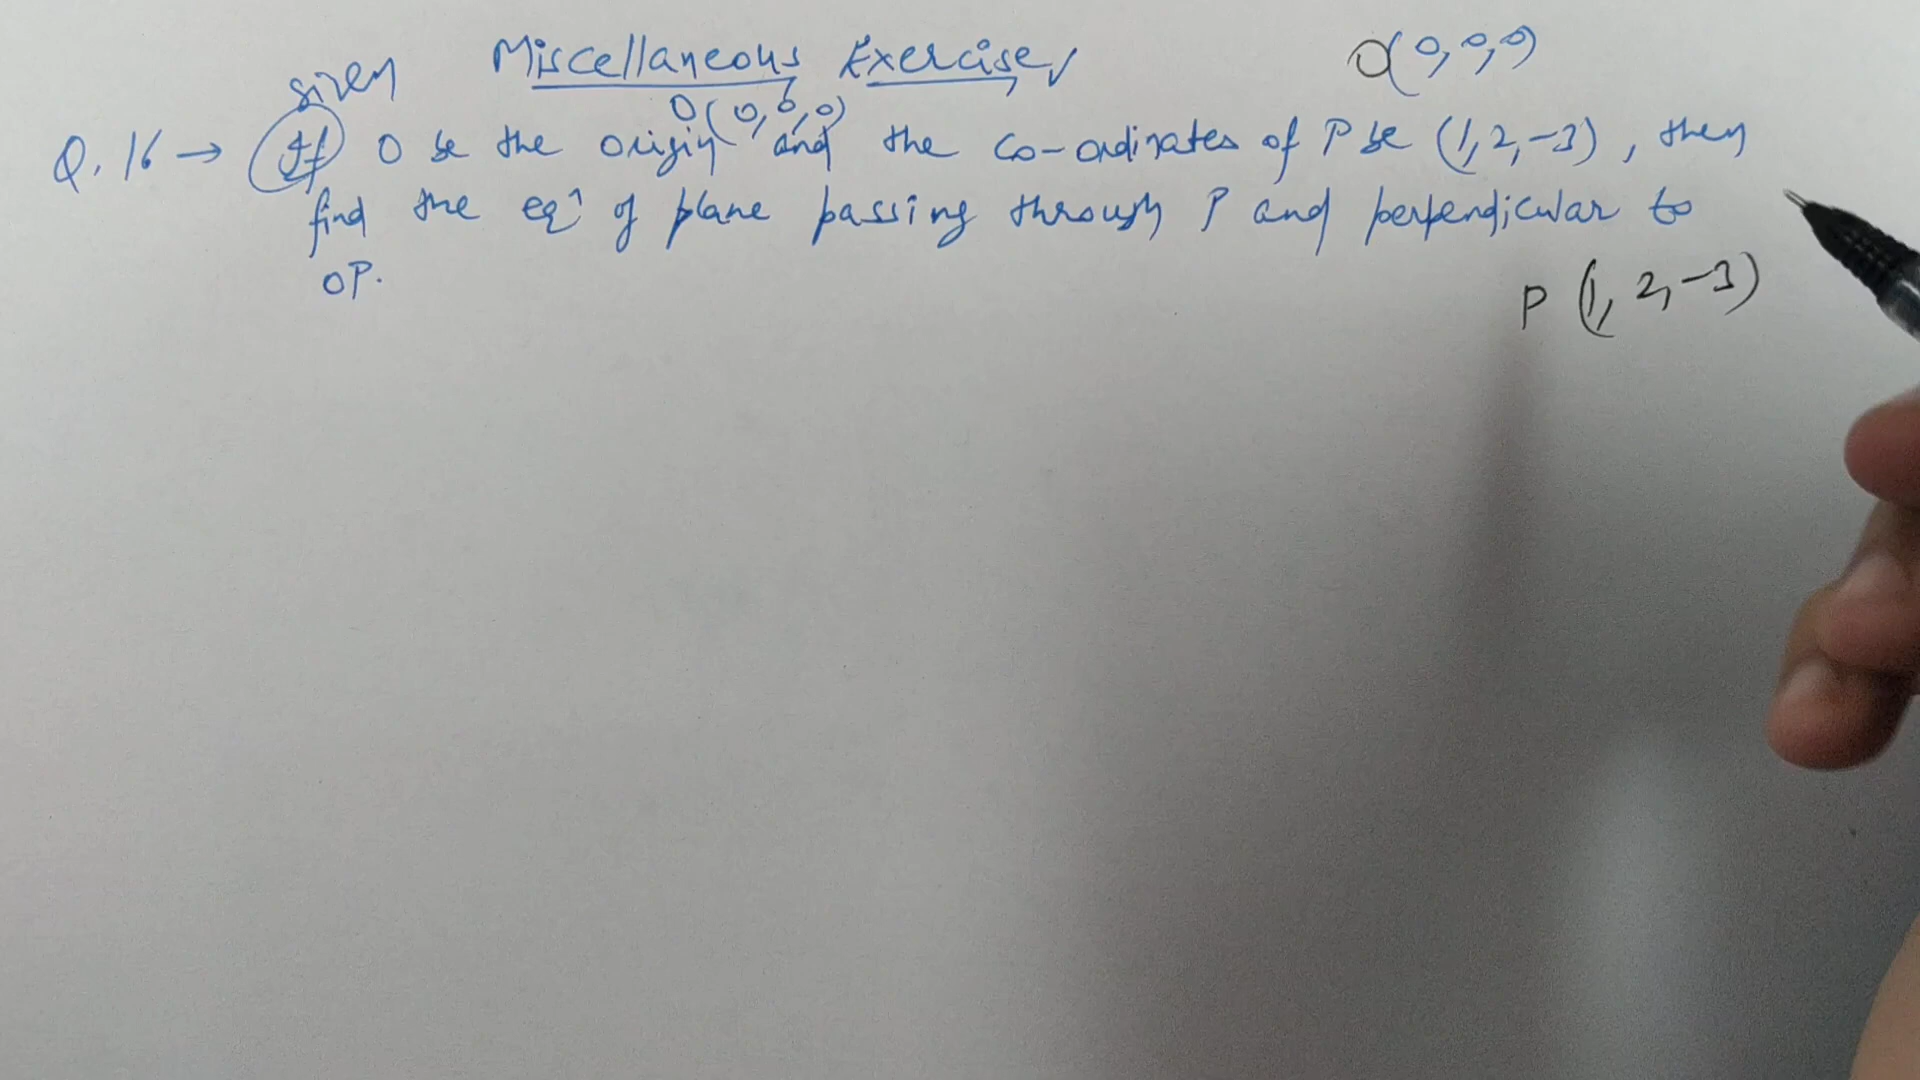 Miscellaneous Exercise
O(0,0,0)
given
O(0,0,0)
Q.16 → If O be the origin and the co-ordinates of P be (1,2,-3), then
find the eqn of plane passing through P and perpendicular to
OP.
P (1, 2, -3)